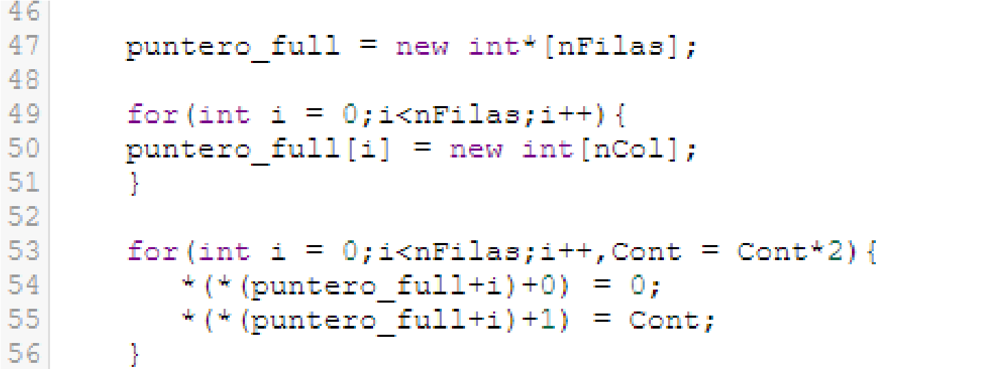 46
47 puntero_full = new int*[nFilas];
48
49 for(int i = 0;i<nFilas;i++){
50 puntero_full[i] = new int[nCol];
51 }
52
53 for(int i = 0;i<nFilas;i++,Cont = Cont*2){
54 *(*(puntero_full+i)+0) = 0;
55 *(*(puntero_full+i)+1) = Cont;
56 }